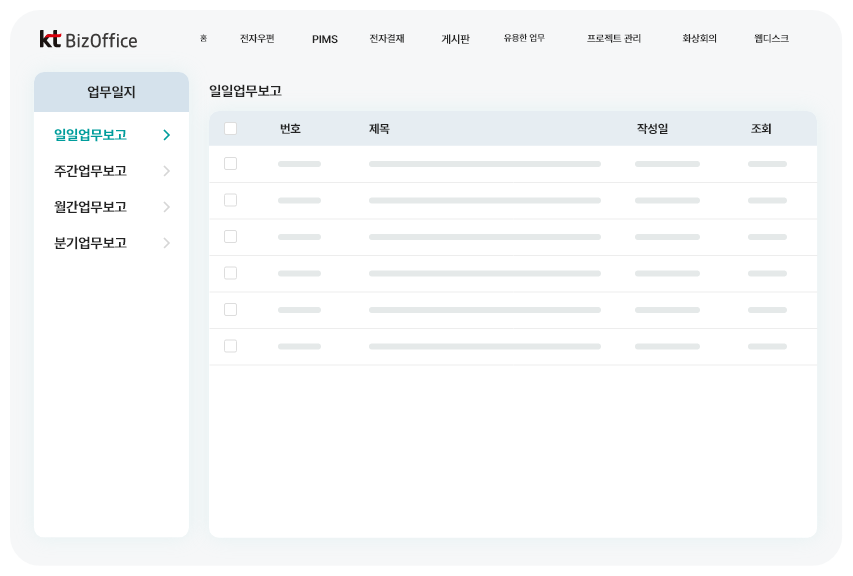 kt BizOffice
홈 전자우편 PIMS 전자결재 게시판 유용한 업무 프로젝트 관리 화상회의 웹디스크
업무일지
일일업무보고
주간업무보고
월간업무보고
분기업무보고
일일업무보고
번호 제목 작성일 조회